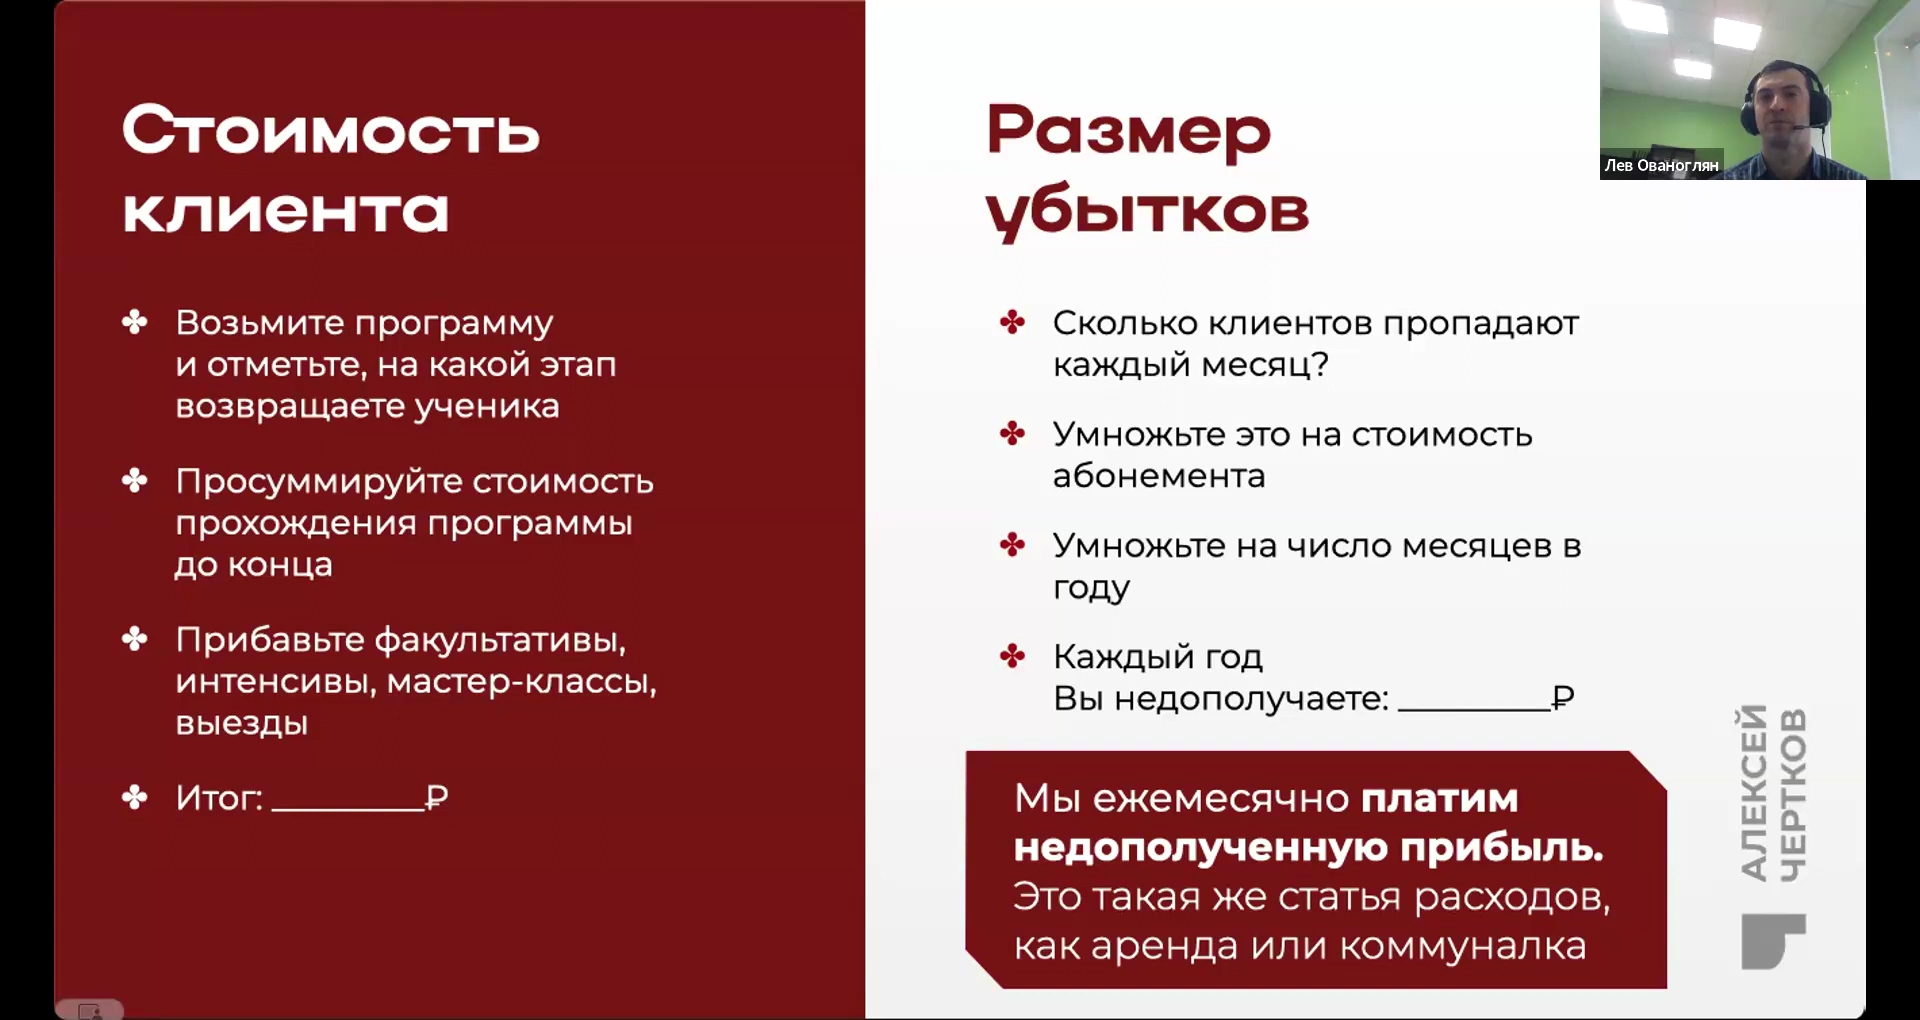 Стоимость
клиента
Возьмите программу
и отметьте, на какой этап
возвращаете ученика
Просуммируйте стоимость
прохождения программы
до конца
Прибавьте факультативы,
интенсивы, мастер-классы,
выезды
Итог: _________₽
Размер
убытков
Сколько клиентов пропадают
каждый месяц?
Умножьте это на стоимость
абонемента
Умножьте на число месяцев в
году
Каждый год
Вы недополучаете: _________₽
Мы ежемесячно платим
недополученную прибыль.
Это такая же статья расходов,
как аренда или коммуналка
АЛЕКСЕЙ
ЧЕРТКОВ
Лев Ованоглян